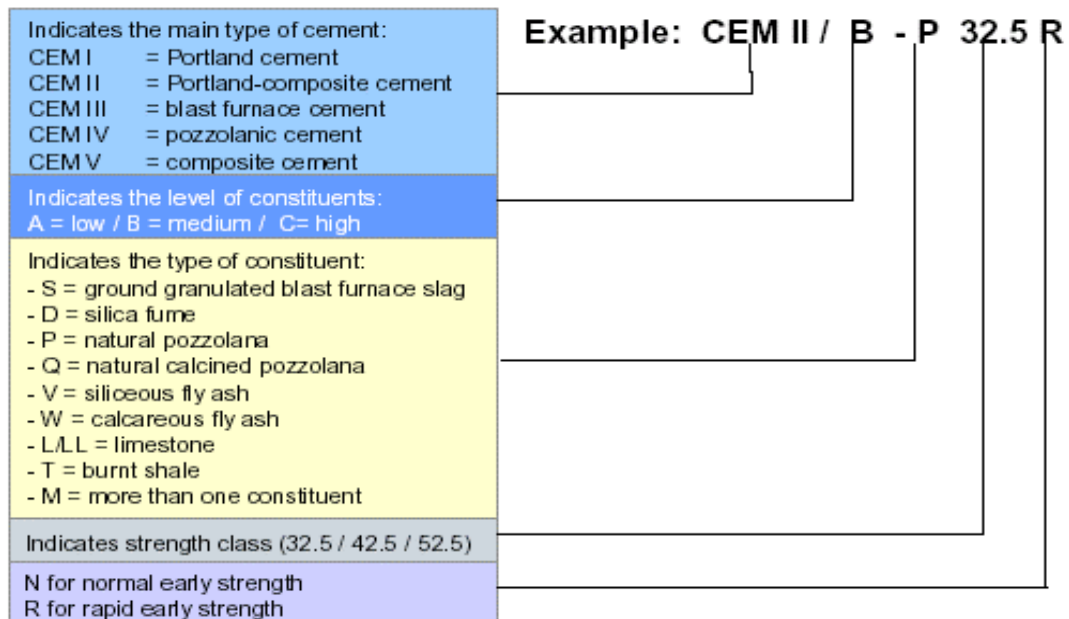 Indicates the main type of cement:
CEM I = Portland cement
CEM II = Portland-composite cement
CEM III = blast furnace cement
CEM IV = pozzolanic cement
CEM V = composite cement
Indicates the level of constituents:
A = low / B = medium / C= high
Indicates the type of constituent:
- S = ground granulated blast furnace slag
- D = silica fume
- P = natural pozzolana
- Q = natural calcined pozzolana
- V = siliceous fly ash
- W = calcareous fly ash
- L/LL = limestone
- T = burnt shale
- M = more than one constituent
Indicates strength class (32.5 / 42.5 / 52.5)
N for normal early strength
R for rapid early strength
Example: CEM II / B - P 32.5 R